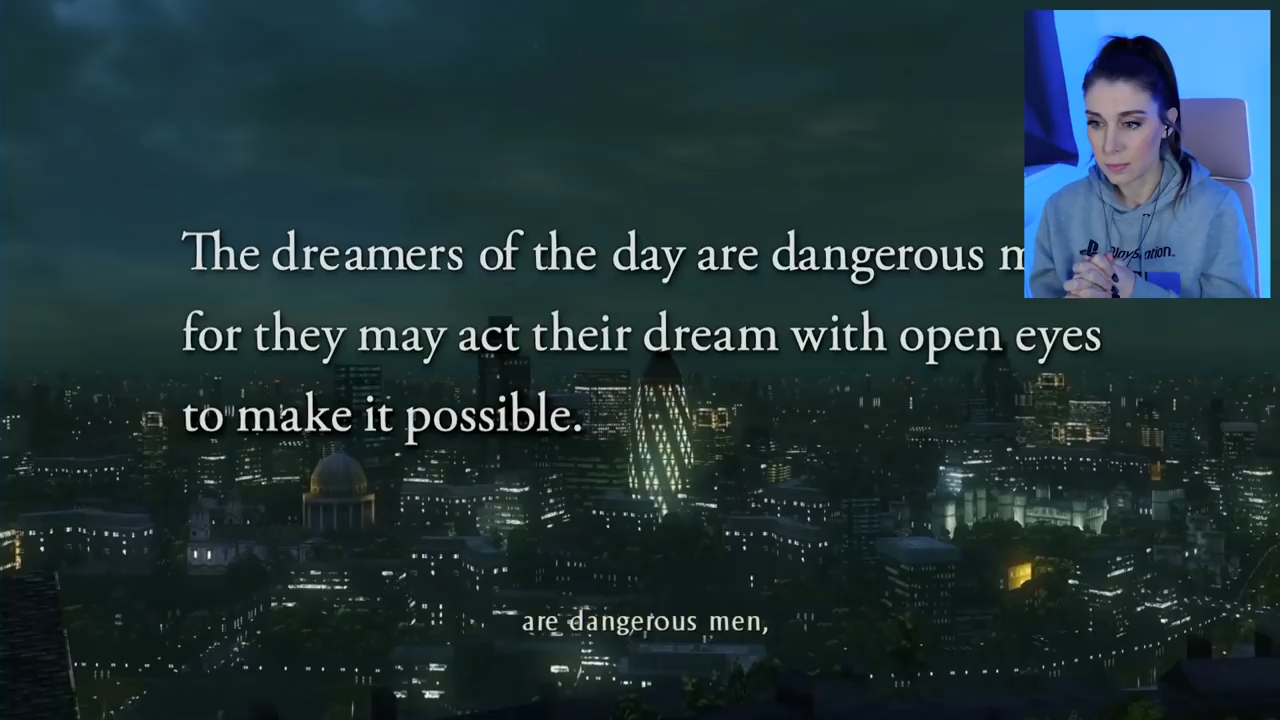 The dreamers of the day are dangerous
for they may act their dream with open eyes
to make it possible.
are dangerous men,
PlayStation.